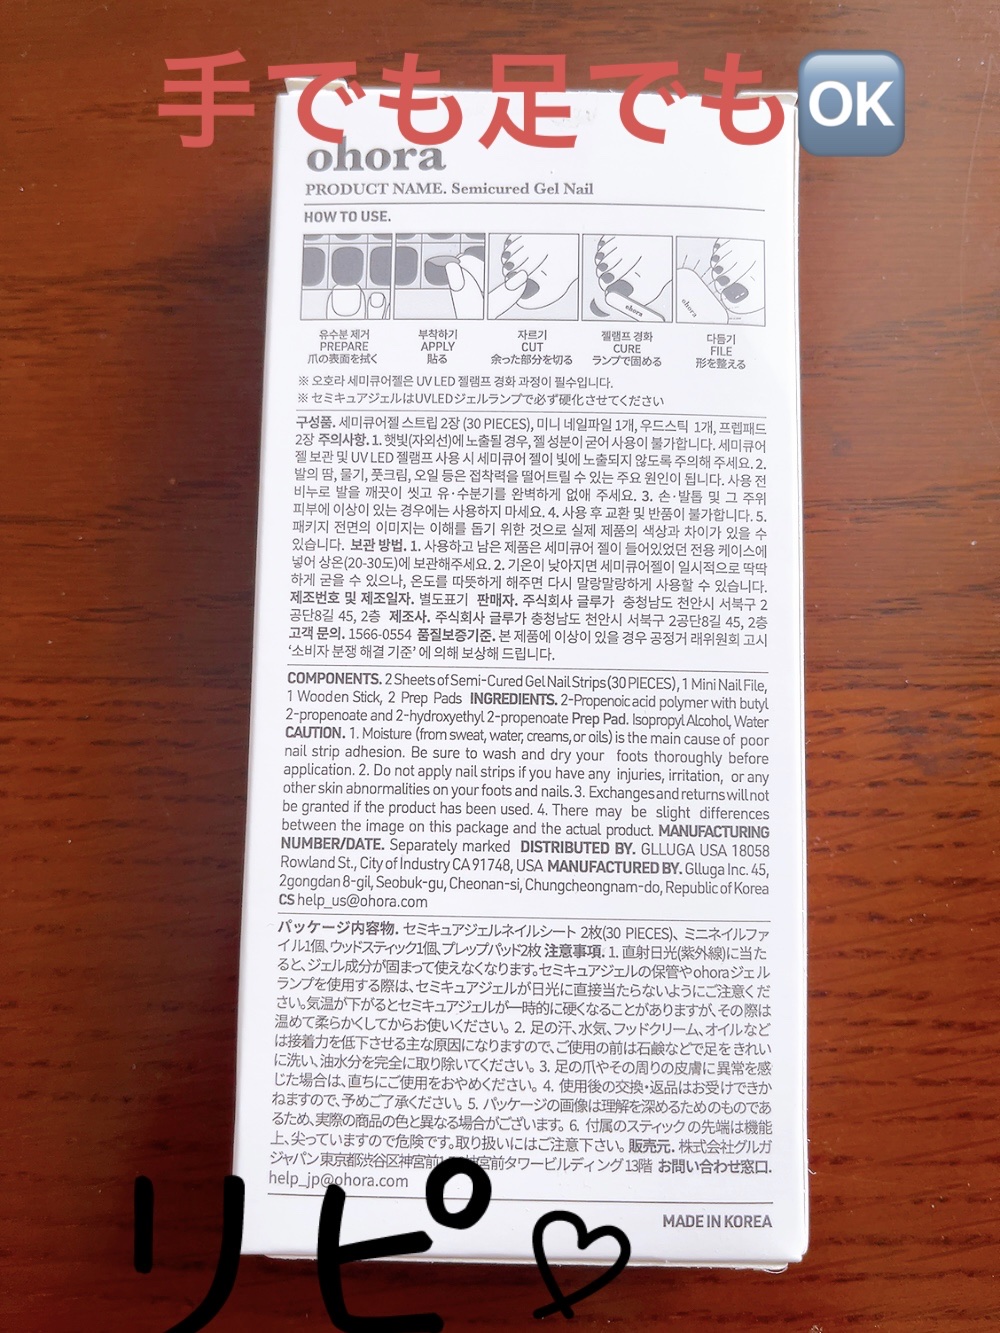 手でも足でもOK
ohora
PRODUCT NAME. Semicured Gel Nail
HOW TO USE.
ohora
ohora
유수분 제거 부착하기 자르기 젤램프 경화 다듬기
PREPARE APPLY CUT CURE FILE
爪の表面を拭く 貼る 余った部分を切る ランプで固める 形を整える
※ 오호라 세미큐어젤은 UV LED 젤램프 경화 과정이 필수입니다.
※ セミキュアジェルはUVLEDジェルランプで必ず硬化させてください
구성품. 세미큐어젤 스트립 2장 (30 PIECES), 미니 네일파일 1개, 우드스틱 1개, 프렙패드
2장 주의사항. 1. 햇빛(자외선)에 노출될 경우, 젤 성분이 굳어 사용이 불가합니다. 세미큐어
젤 보관 및 UV LED 젤램프 사용 시 세미큐어 젤이 빛에 노출되지 않도록 주의해 주세요. 2.
발의 땀, 물기, 풋크림, 오일 등은 접착력을 떨어트릴 수 있는 주요 원인이 됩니다. 사용 전
비누로 발을 깨끗이 씻고 유·수분기를 완벽하게 없애 주세요. 3. 손·발톱 및 그 주위
피부에 이상이 있는 경우에는 사용하지 마세요. 4. 사용 후 교환 및 반품이 불가합니다. 5.
패키지 전면의 이미지는 이해를 돕기 위한 것으로 실제 제품의 색상과 차이가 있을 수
있습니다. 보관 방법. 1. 사용하고 남은 제품은 세미큐어 젤이 들어있었던 전용 케이스에
넣어 상온(20-30도)에 보관해주세요. 2. 기온이 낮아지면 세미큐어젤이 일시적으로 딱딱
하게 굳을 수 있으나, 온도를 따뜻하게 해주면 다시 말랑말랑하게 사용할 수 있습니다.
제조번호 및 제조일자. 별도표기 판매자. 주식회사 글루가 충청남도 천안시 서북구 2
공단8길 45, 2층 제조사. 주식회사 글루가 충청남도 천안시 서북구 2공단8길 45, 2층
고객 문의. 1566-0554 품질보증기준. 본 제품에 이상이 있을 경우 공정거 래위원회 고시
‘소비자 분쟁 해결 기준’ 에 의해 보상해 드립니다.
COMPONENTS. 2 Sheets of Semi-Cured Gel Nail Strips (30 PIECES), 1 Mini Nail File,
1 Wooden Stick, 2 Prep Pads INGREDIENTS. 2-Propenoic acid polymer with butyl
2-propenoate and 2-hydroxyethyl 2-propenoate Prep Pad. Isopropyl Alcohol, Water
CAUTION. 1. Moisture (from sweat, water, creams, or oils) is the main cause of poor
nail strip adhesion. Be sure to wash and dry your foots thoroughly before
application. 2. Do not apply nail strips if you have any injuries, irritation, or any
other skin abnormalities on your foots and nails. 3. Exchanges and returns will not
be granted if the product has been used. 4. There may be slight differences
between the image on this package and the actual product. MANUFACTURING
NUMBER/DATE. Separately marked DISTRIBUTED BY. GLLUGA USA 18058
Rowland St., City of Industry CA 91748, USA MANUFACTURED BY. Glluga Inc. 45,
2gongdan 8-gil, Seobuk-gu, Cheonan-si, Chungcheongnam-do, Republic of Korea
CS help_us@ohora.com
パッケージ内容物. セミキュアジェルネイルシート 2枚(30 PIECES)、ミニネイルファ
イル1個、ウッドスティック1個、プレップパッド2枚 注意事項. 1. 直射日光(紫外線)に当た
ると、ジェル成分が固まって使えなくなります。セミキュアジェルの保管やohoraジェル
ランプを使用する際は、セミキュアジェルが日光に直接当たらないようにご注意くだ
さい。気温が下がるとセミキュアジェルが一時的に硬くなることがありますが、その際は
温めて柔らかくしてからお使いください。2. 足の汗、水気、フッドクリーム、オイルなど
は接着力を低下させる主な原因になりますので、ご使用の前は石鹸などで足をきれい
に洗い、油水分を完全に取り除いてください。3. 足の爪やその周りの皮膚に異常を感
じた場合は、直ちにご使用をおやめください。4. 使用後の交換・返品はお受けできか
ねますので、予めご了承ください。5. パッケージの画像は理解を深めるためのものであ
るため、実際の商品の色と異なる場合がございます。6. 付属のスティックの先端は機能
上、尖っていますので危険です。取り扱いにはご注意下さい。販売元. 株式会社グルガ
ジャパン 東京都渋谷区神宮前 神宮前タワービルディング 13階 お問い合わせ窓口.
help_jp@ohora.com
MADE IN KOREA
リピ♡